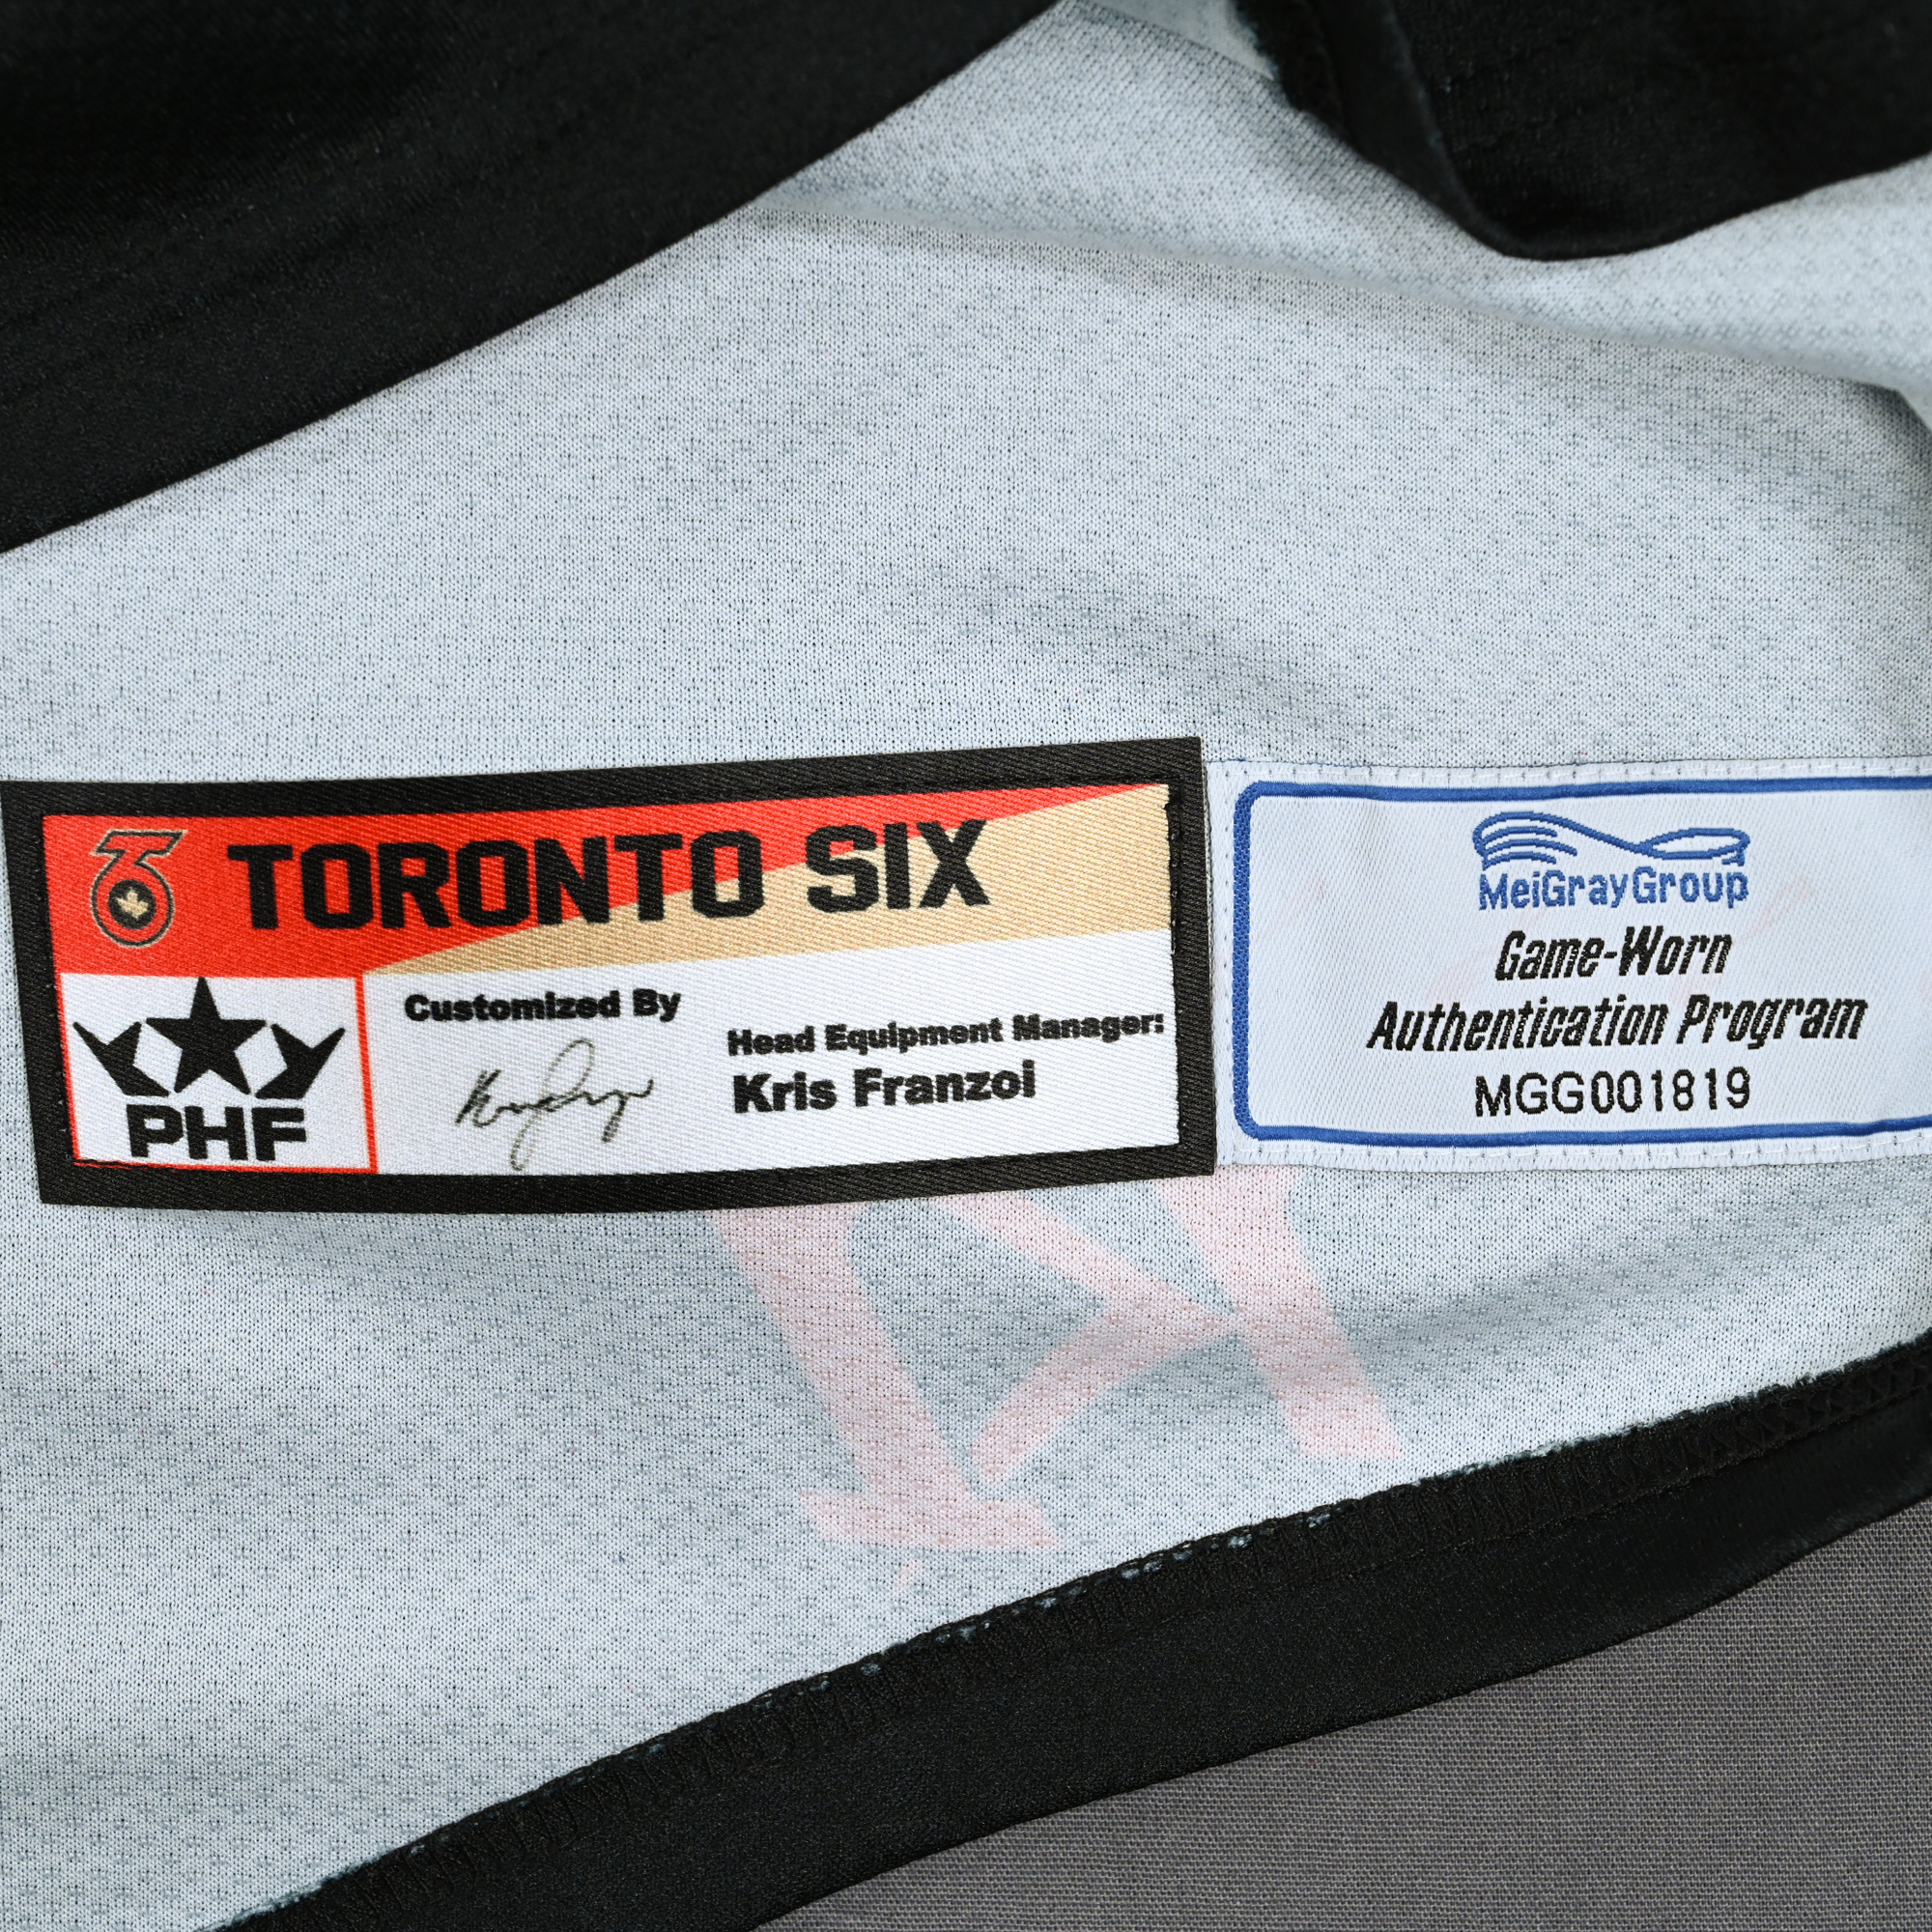 TORONTO SIX
PHF
Customized By
Head Equipment Manager:
Kris Franzoi
MeiGrayGroup
Game-Worn
Authentication Program
MGG001819